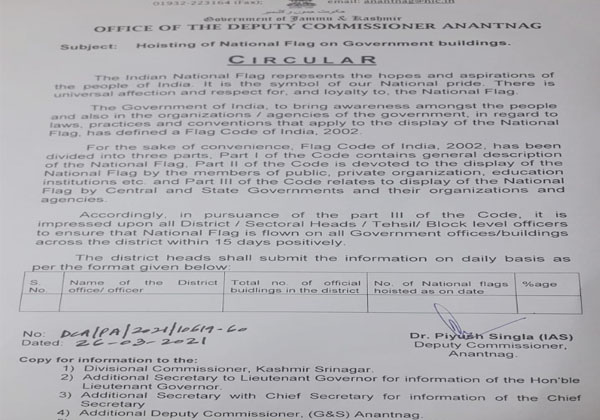 01932-223164 (Fax); email: anantnag@nic.in
Government of Jammu & Kashmir
OFFICE OF THE DEPUTY COMMISSIONER ANANTNAG
Subject: Hoisting of National Flag on Government buildings.
CIRCULAR
The Indian National Flag represents the hopes and aspirations of
the people of India. It is the symbol of our National pride. There is
universal affection and respect for, and loyalty to, the National Flag.
The Government of India, to bring awareness amongst the people
and also in the organizations / agencies of the government, in regard to
laws, practices and conventions that apply to the display of the National
Flag, has defined a Flag Code of India, 2002.
For the sake of convenience, Flag Code of India, 2002, has been
divided into three parts, Part I of the Code contains general description
of the National Flag, Part II of the Code is devoted to the display of the
National Flag by the members of public, private organization, education
institutions etc. and Part III of the Code relates to display of the National
Flag by Central and State Governments and their organizations and
agencies.
Accordingly, in pursuance of the part III of the Code, it is
impressed upon all District / Sectoral Heads / Tehsil/ Block level officers
to ensure that National Flag is flown on all Government offices/buildings
across the district within 15 days positively.
The district heads shall submit the information on daily basis as
per the format given below:
S. No. Name of the District office/ officer Total no. of official buidlings in the district No. of National flags hoisted as on date %age
No: DCA/PA/2021/10619-60
Dated: 26-03-2021
Dr. Piyush Singla (IAS)
Deputy Commissioner,
Anantnag.
Copy for information to the:
1) Divisional Commissioner, Kashmir Srinagar.
2) Additional Secretary to Lieutenant Governor for information of the Hon'ble
Lieutenant Governor.
3) Additional Secretary with Chief Secretary for information of the Chief
Secretary
4) Additional Deputy Commissioner, (G&S) Anantnag.